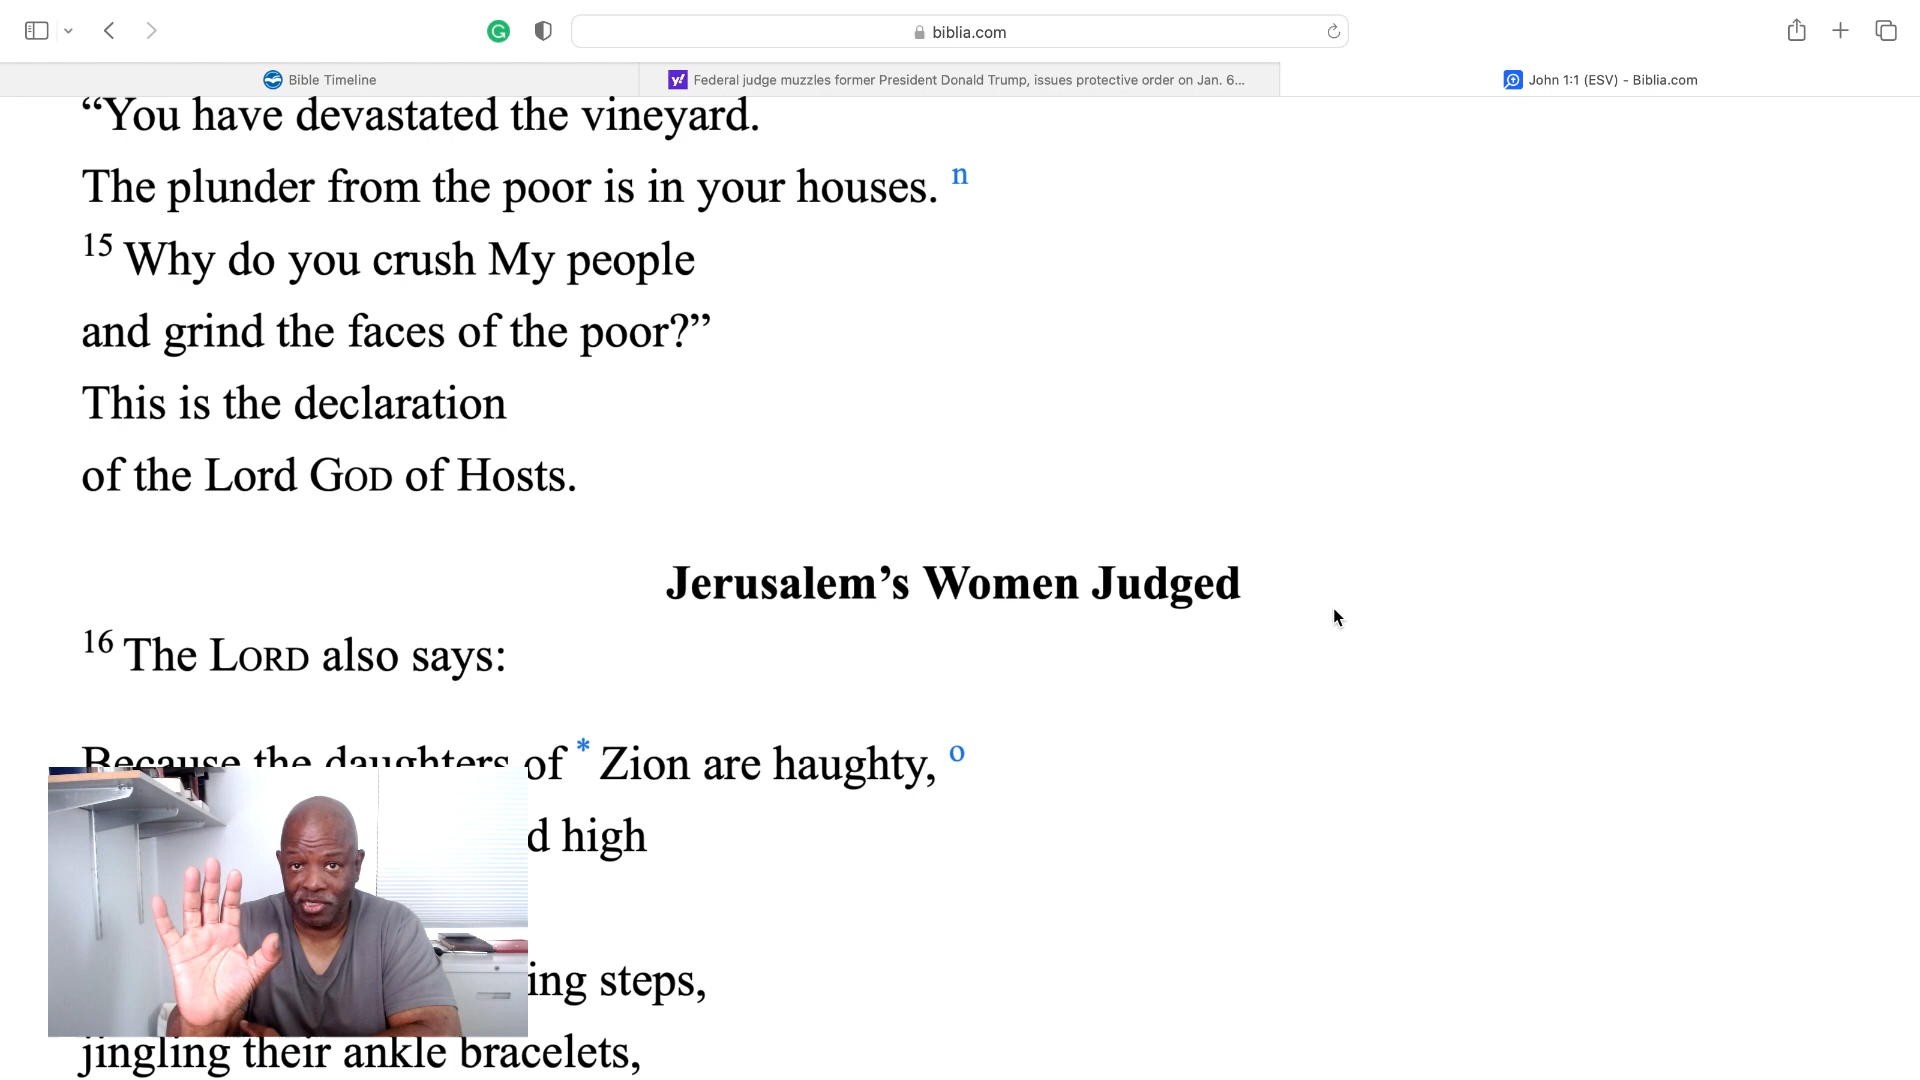 biblia.com
Bible Timeline
y! Federal judge muzzles former President Donald Trump, issues protective order on Jan. 6...
John 1:1 (ESV) - Biblia.com
“You have devastated the vineyard.
The plunder from the poor is in your houses. n
15 Why do you crush My people
and grind the faces of the poor?”
This is the declaration
of the Lord GOD of Hosts.
Jerusalem’s Women Judged
16 The LORD also says:
Because the daughters of * Zion are haughty, o
d high
ing steps,
jingling their ankle bracelets,